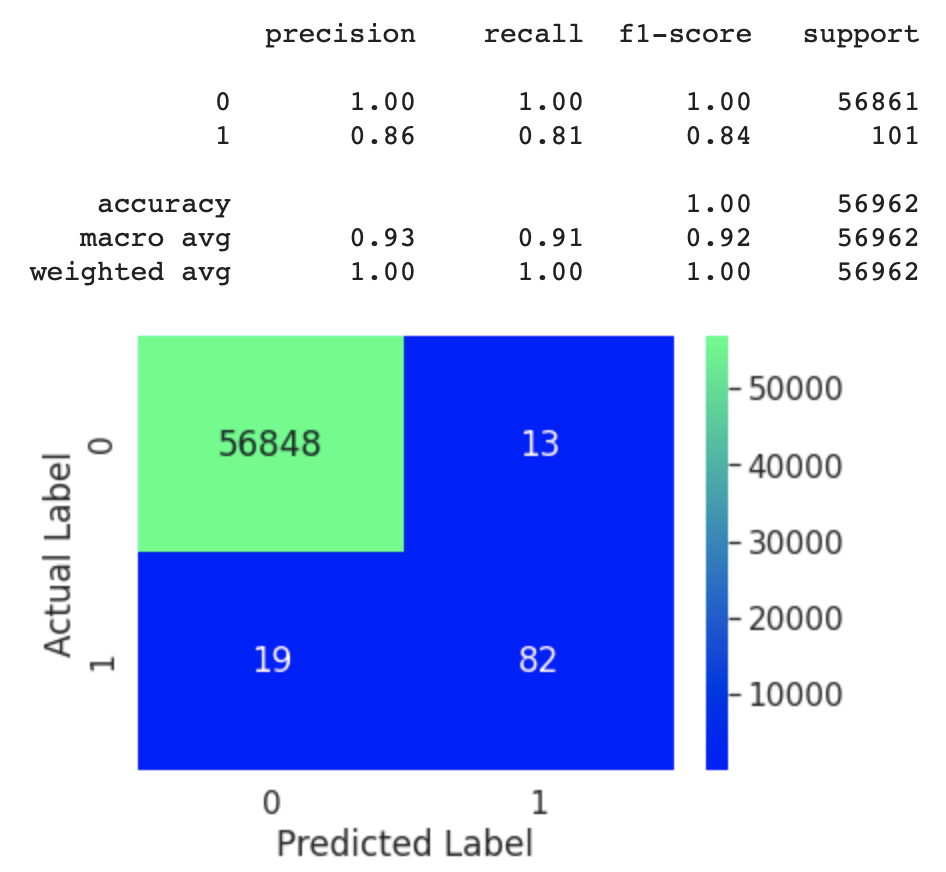 precision recall f1-score support
0 1.00 1.00 1.00 56861
1 0.86 0.81 0.84 101
accuracy 1.00 56962
macro avg 0.93 0.91 0.92 56962
weighted avg 1.00 1.00 1.00 56962
Actual Label
0
1
56848 13
19 82
0 1
Predicted Label
50000
40000
30000
20000
10000